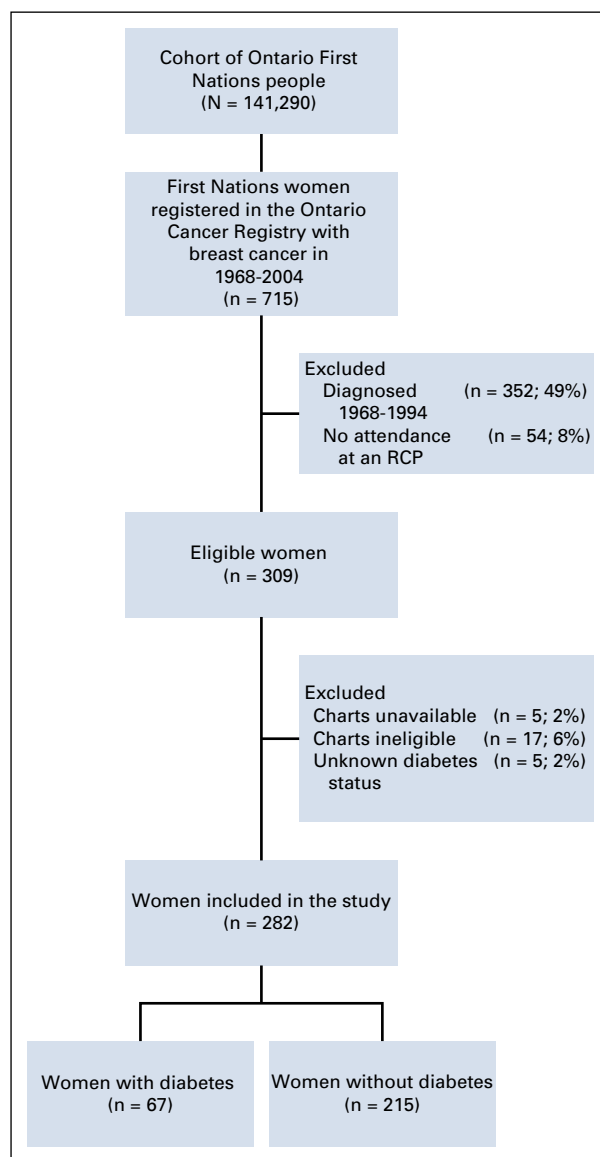 Cohort of Ontario First
Nations people
(N = 141,290)
First Nations women
registered in the Ontario
Cancer Registry with
breast cancer in
1968-2004
(n = 715)
Excluded
Diagnosed (n = 352; 49%)
1968-1994
No attendance (n = 54; 8%)
at an RCP
Eligible women
(n = 309)
Excluded
Charts unavailable (n = 5; 2%)
Charts ineligible (n = 17; 6%)
Unknown diabetes (n = 5; 2%)
status
Women included in the study
(n = 282)
Women with diabetes
(n = 67)
Women without diabetes
(n = 215)